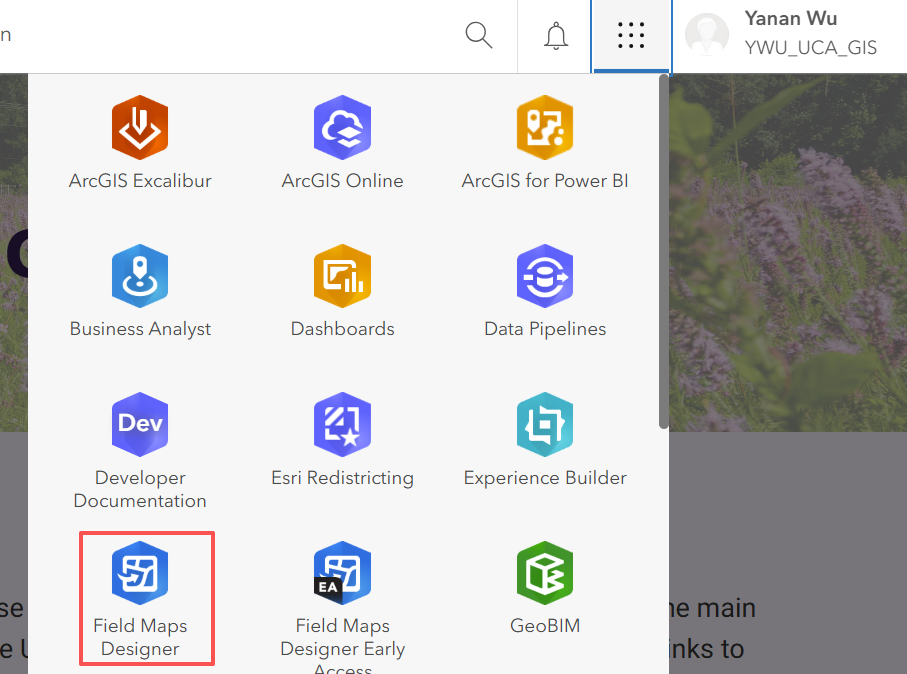 n
Yanan Wu
YWU_UCA_GIS
ArcGIS Excalibur
ArcGIS Online
ArcGIS for Power BI
Business Analyst
Dashboards
Data Pipelines
Dev
Developer
Documentation
Esri Redistricting
Experience Builder
EA
Field Maps
Designer
Field Maps
Designer Early
Access
GeoBIM
se
he main
e U
inks to